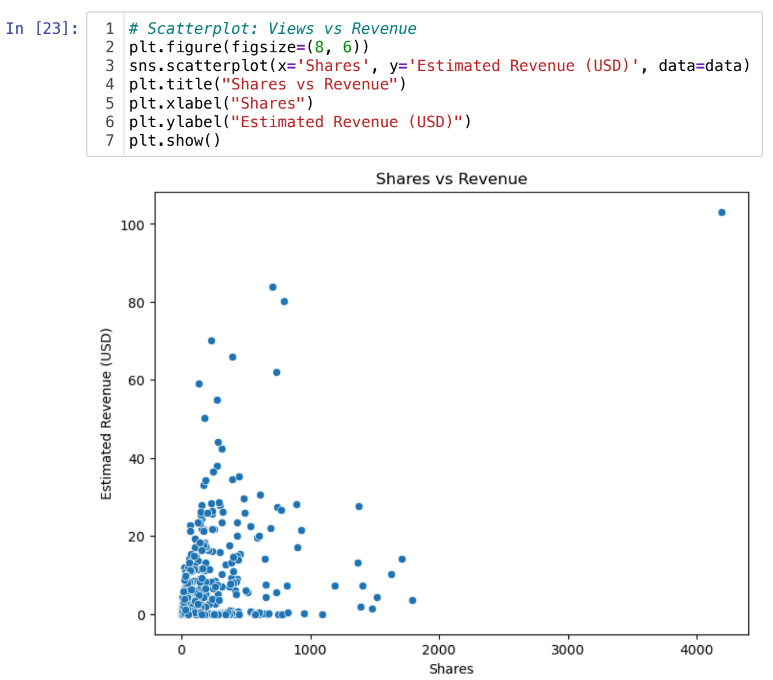 In [23]:
1 # Scatterplot: Views vs Revenue
2 plt.figure(figsize=(8, 6))
3 sns.scatterplot(x='Shares', y='Estimated Revenue (USD)', data=data)
4 plt.title("Shares vs Revenue")
5 plt.xlabel("Shares")
6 plt.ylabel("Estimated Revenue (USD)")
7 plt.show()
Shares vs Revenue
Estimated Revenue (USD)
100
80
60
40
20
0
0 1000 2000 3000 4000
Shares